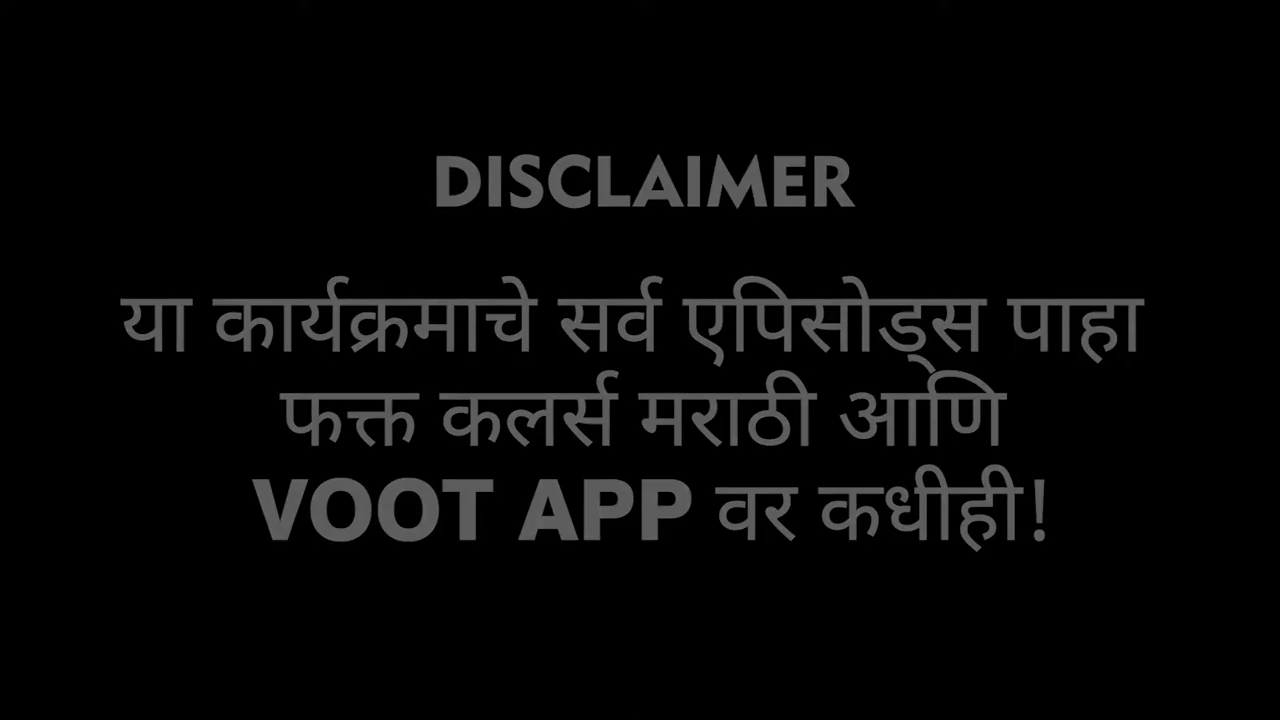 DISCLAIMER
या कार्यक्रमाचे सर्व एपिसोड्स पाहा
फक्त कलर्स मराठी आणि
VOOT APP वर कधीही!